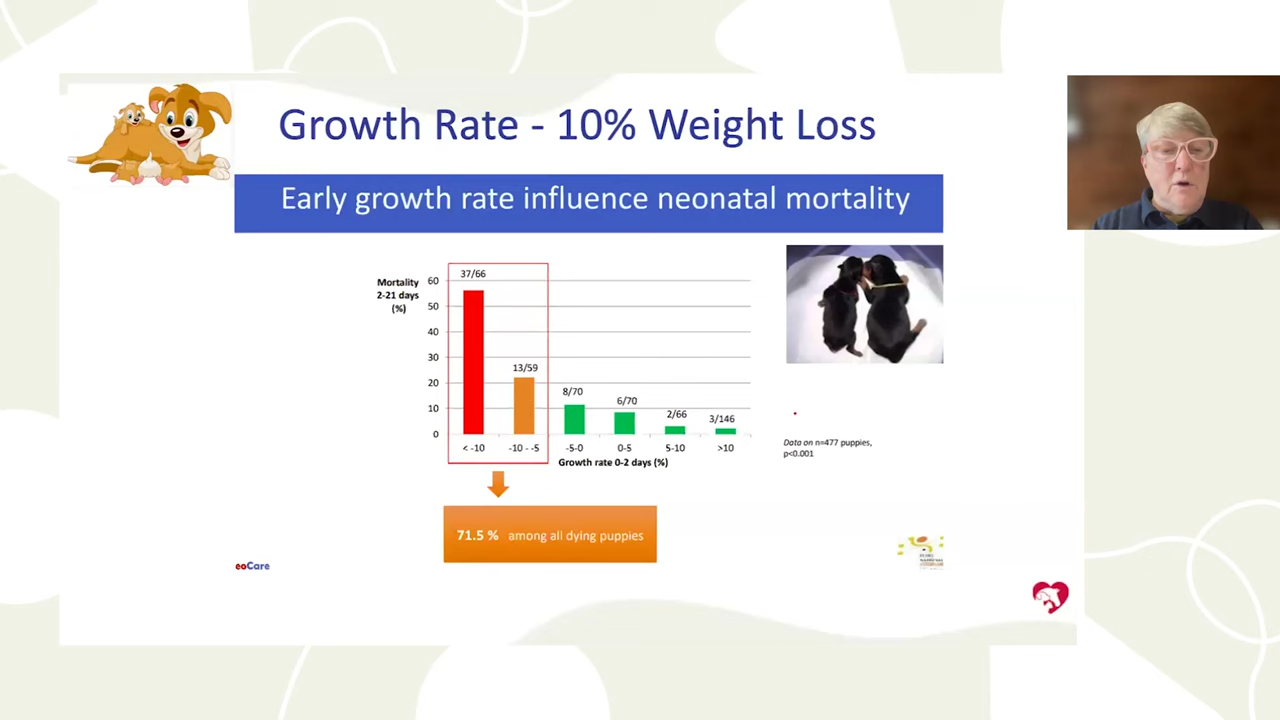 Growth Rate - 10% Weight Loss
Early growth rate influence neonatal mortality
Mortality
2-21 days
(%)
60
50
40
30
20
10
0
37/66
13/59
8/70
6/70
2/66
3/146
< -10
-10 - -5
-5-0
0-5
5-10
>10
Growth rate 0-2 days (%)
Data on n=477 puppies,
p<0.001
71.5 % among all dying puppies
eoCare